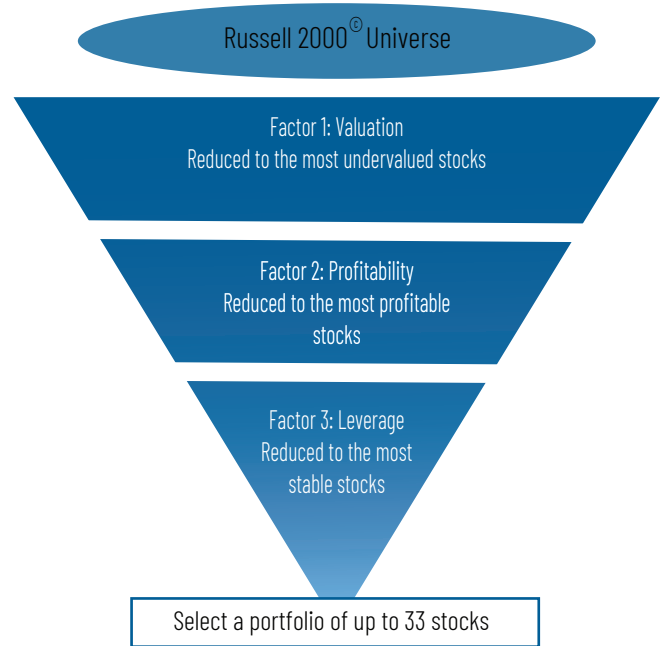 Russell 2000© Universe
Factor 1: Valuation
Reduced to the most undervalued stocks
Factor 2: Profitability
Reduced to the most profitable
stocks
Factor 3: Leverage
Reduced to the most
stable stocks
Select a portfolio of up to 33 stocks